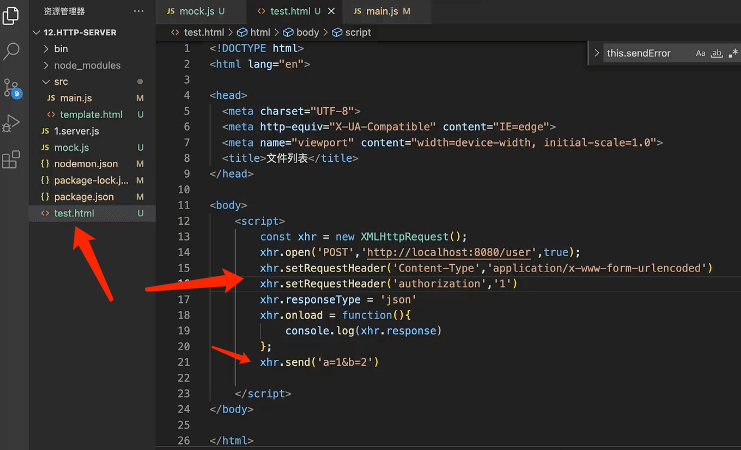 资源管理器 ···
12.HTTP-SERVER
bin
node_modules
src
JS main.js M
<> template.html U
JS 1.server.js
JS mock.js U
{} nodemon.json M
{} package-lock.j... M
{} package.json M
<> test.html U
9
JS mock.js U
<> test.html U ×
JS main.js M
<> test.html > html > body > script
this.sendError Aa ab .*
1 <!DOCTYPE html>
2 <html lang="en">
3
4 <head>
5 <meta charset="UTF-8">
6 <meta http-equiv="X-UA-Compatible" content="IE=edge">
7 <meta name="viewport" content="width=device-width, initial-scale=1.0">
8 <title>文件列表</title>
9 </head>
10
11 <body>
12 <script>
13 const xhr = new XMLHttpRequest();
14 xhr.open('POST','http://localhost:8080/user',true);
15 xhr.setRequestHeader('Content-Type','application/x-www-form-urlencoded')
xhr.setRequestHeader('authorization','1')
17 xhr.responseType = 'json'
18 xhr.onload = function(){
19 console.log(xhr.response)
20 };
21 xhr.send('a=1&b=2')
22
23 </script>
24 </body>
25
26 </html>